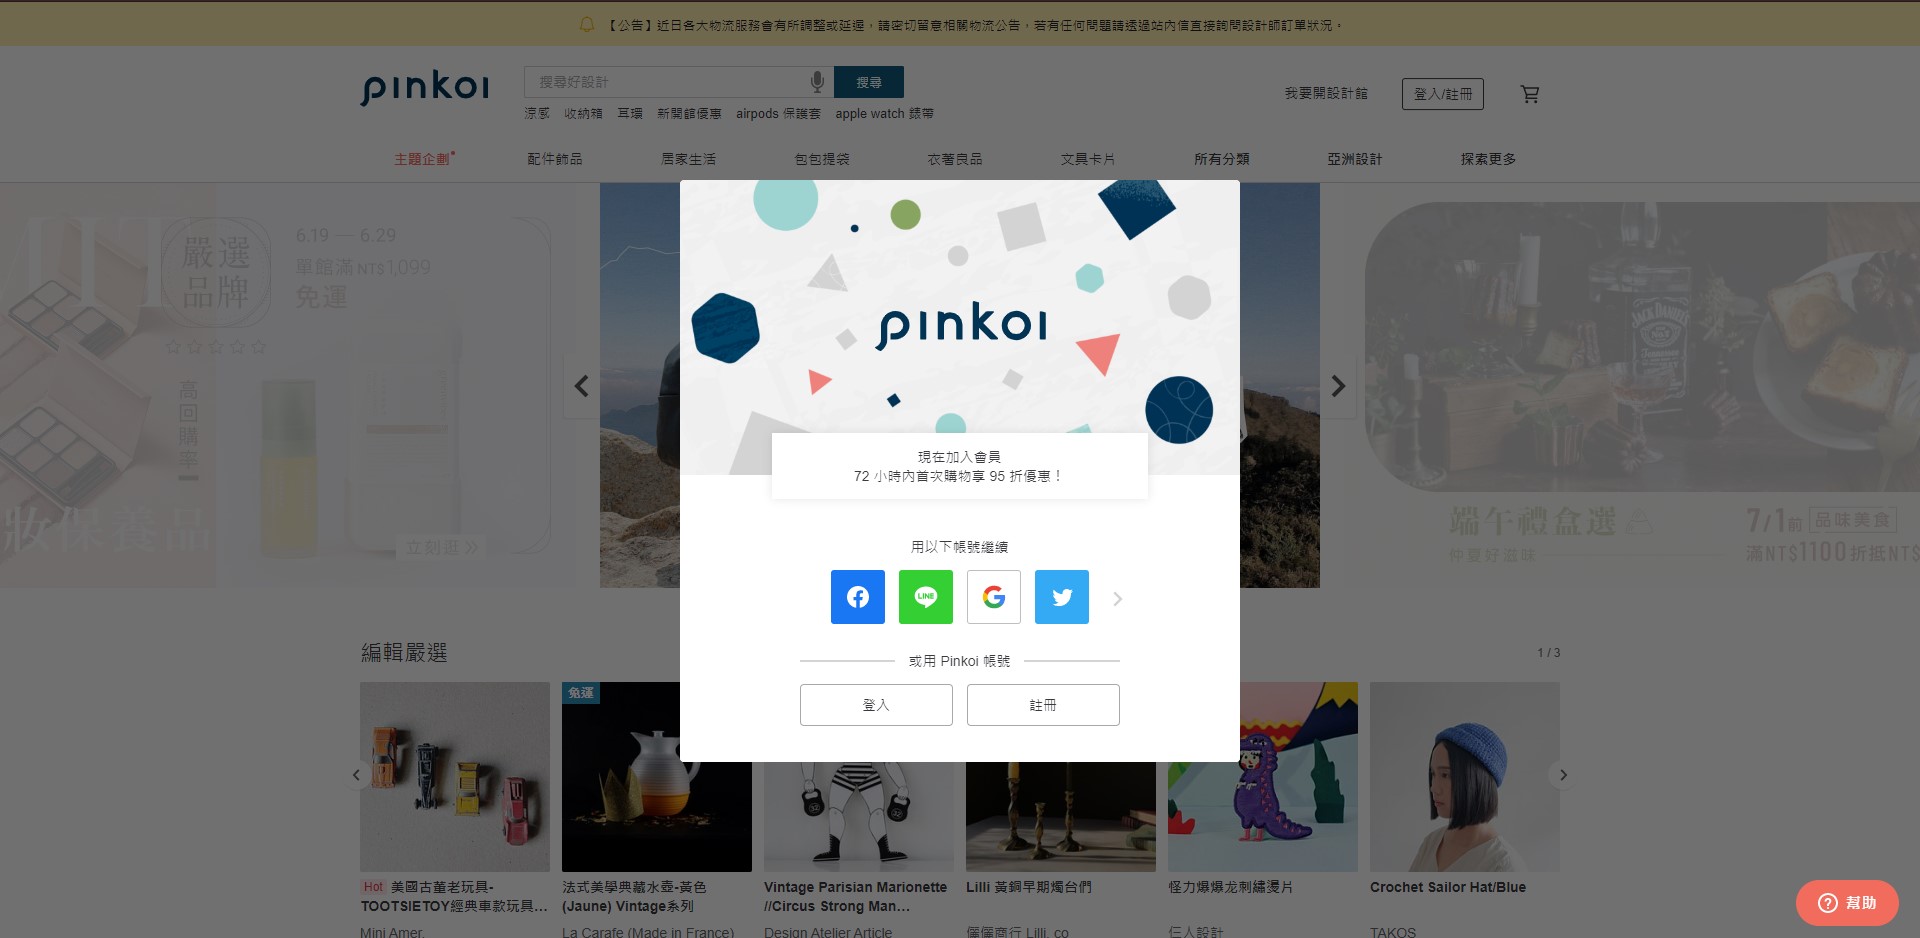 【公告】近日各大物流服務會有所調整或延遲，請密切留意相關物流公告，若有任何問題請透過站內信直接詢問設計師訂單狀況。
pinkoi
搜尋好設計
搜尋
涼感 收納箱 耳環 新開館優惠 airpods 保護套 apple watch 錶帶
我要開設計館
登入/註冊
主題企劃 配件飾品 居家生活 包包提袋 衣著良品 文具卡片 所有分類 亞洲設計 探索更多
嚴選
品牌
6.19 — 6.29
單館滿 NT$1,099
免運
高回購率
妝保養品
立刻逛
pinkoi
現在加入會員
72 小時內首次購物享 95 折優惠！
用以下帳號繼續
LINE
或用 Pinkoi 帳號
登入
註冊
JACK DANIEL'S
端午禮盒選
仲夏好滋味
7/1前 品味美食
滿NT$1100折抵NT$
編輯嚴選
1 / 3
免運
Hot 美國古董老玩具-
TOOTSIETOY經典車款玩具...
Mini Amer.
法式美學典藏水壺-黃色
(Jaune) Vintage系列
La Carafe (Made in France)
Vintage Parisian Marionette
//Circus Strong Man...
Design Atelier Article
Lilli 黃銅早期燭台們
儷儷商行 Lilli. co
怪力爆爆龙刺繡燙片
仨人設計
Crochet Sailor Hat/Blue
TAKOS
幫助